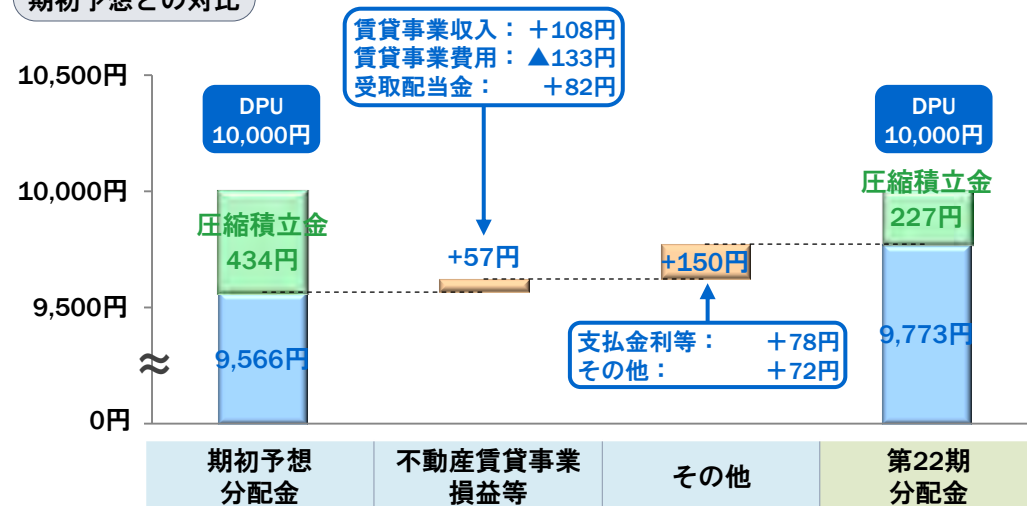 期初予想との対比
賃貸事業収入：＋108円
賃貸事業費用：▲133円
受取配当金：＋82円
10,500円
10,000円
9,500円
0円
DPU
10,000円
圧縮積立金
434円
9,566円
+57円
+150円
支払金利等：＋78円
その他：＋72円
DPU
10,000円
圧縮積立金
227円
9,773円
期初予想
分配金
不動産賃貸事業
損益等
その他
第22期
分配金